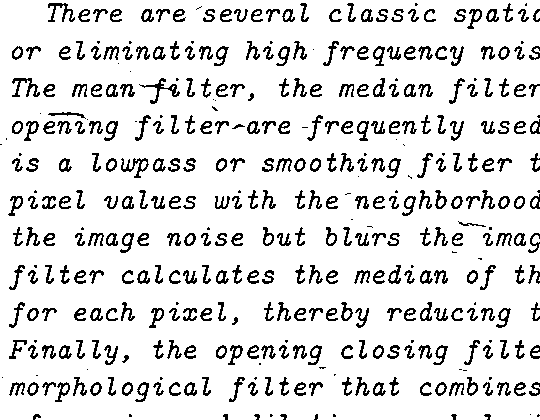 There are several classic spatic
or eliminating high frequency nois
The mean filter, the median filter
opening filter are frequently used
is a lowpass or smoothing filter t
pixel values with the neighborhood
the image noise but blurs the imag
filter calculates the median of th
for each pixel, thereby reducing t
Finally, the opening closing filte
morphological filter that combines